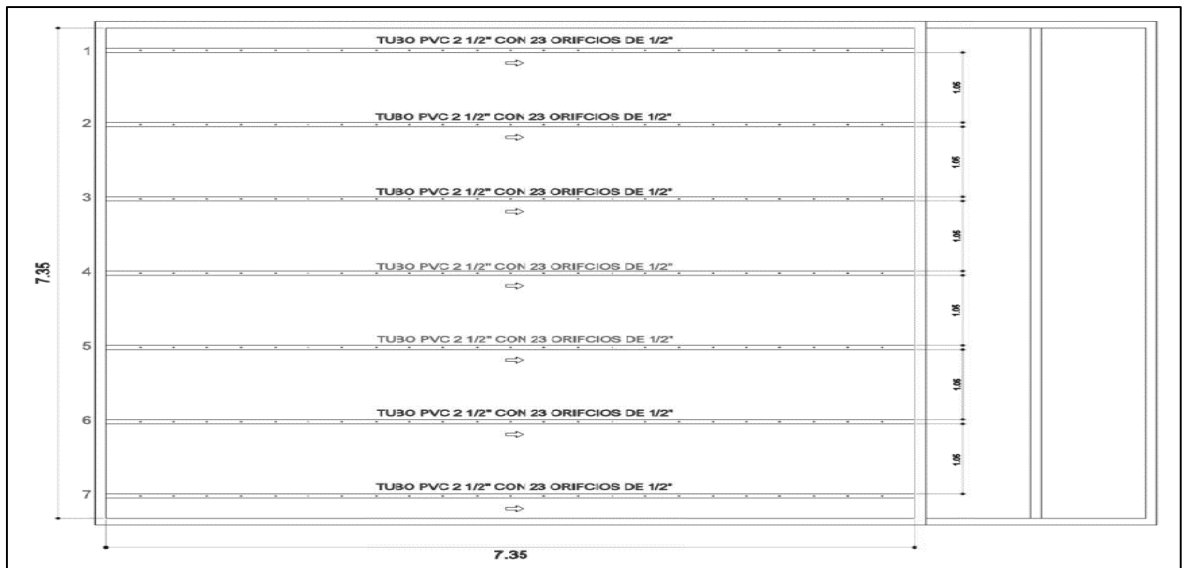 TUBO PVC 2 1/2" CON 23 ORIFCIOS DE 1/2"
1
1.05
TUBO PVC 2 1/2" CON 23 ORIFCIOS DE 1/2"
2
1.05
TUBO PVC 2 1/2" CON 23 ORIFCIOS DE 1/2"
3
1.05
7.35
TUBO PVC 2 1/2" CON 23 ORIFCIOS DE 1/2"
4
1.05
TUBO PVC 2 1/2" CON 23 ORIFCIOS DE 1/2"
5
1.05
TUBO PVC 2 1/2" CON 23 ORIFCIOS DE 1/2"
6
1.05
TUBO PVC 2 1/2" CON 23 ORIFCIOS DE 1/2"
7
7.35